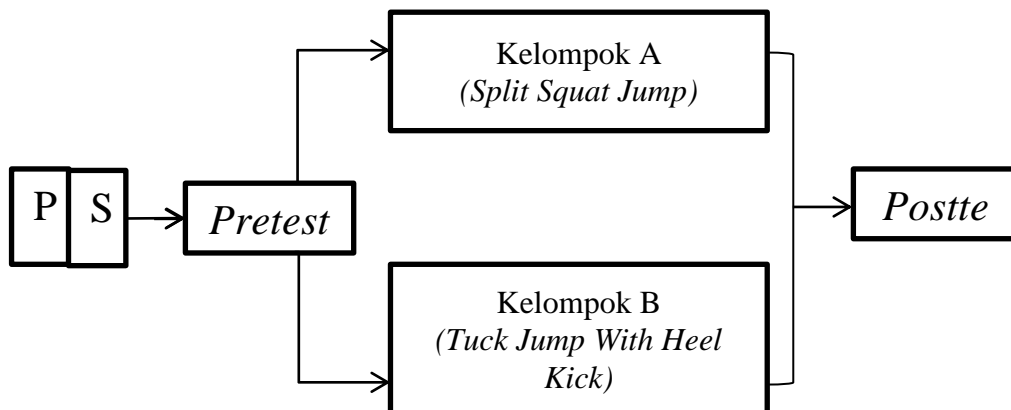 Kelompok A
(Split Squat Jump)
P
S
Pretest
Postte
Kelompok B
(Tuck Jump With Heel
Kick)